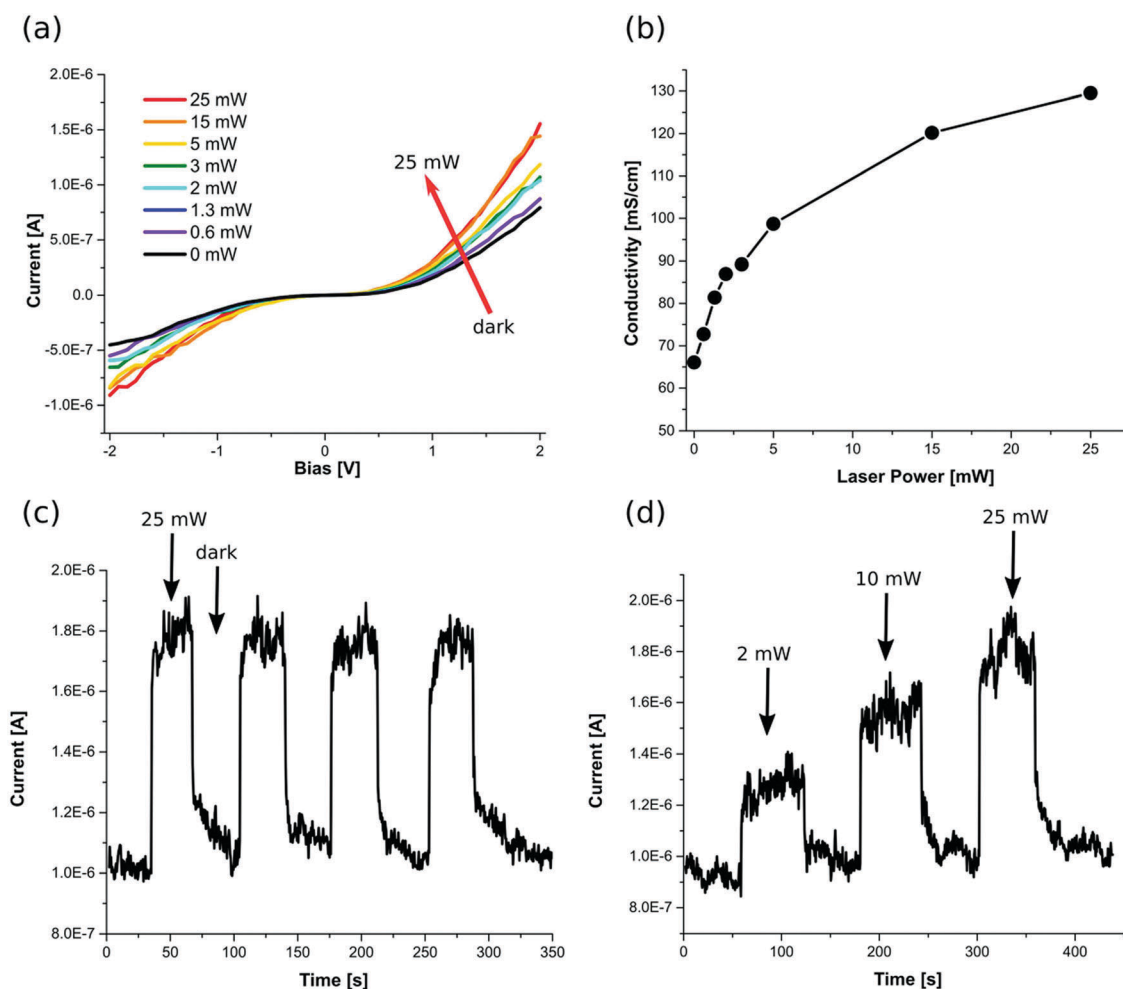 (a)
2.0E-6
1.5E-6
1.0E-6
5.0E-7
0.0
-5.0E-7
-1.0E-6
Current [A]
25 mW
15 mW
5 mW
3 mW
2 mW
1.3 mW
0.6 mW
0 mW
25 mW
dark
-2
-1
0
1
2
Bias [V]
(b)
130
120
110
100
90
80
70
60
50
Conductivity [mS/cm]
0
5
10
15
20
25
Laser Power [mW]
(c)
25 mW
dark
2.0E-6
1.8E-6
1.6E-6
1.4E-6
1.2E-6
1.0E-6
8.0E-7
Current [A]
0
50
100
150
200
250
300
350
Time [s]
(d)
25 mW
10 mW
2 mW
2.0E-6
1.8E-6
1.6E-6
1.4E-6
1.2E-6
1.0E-6
8.0E-7
Current [A]
0
100
200
300
400
Time [s]